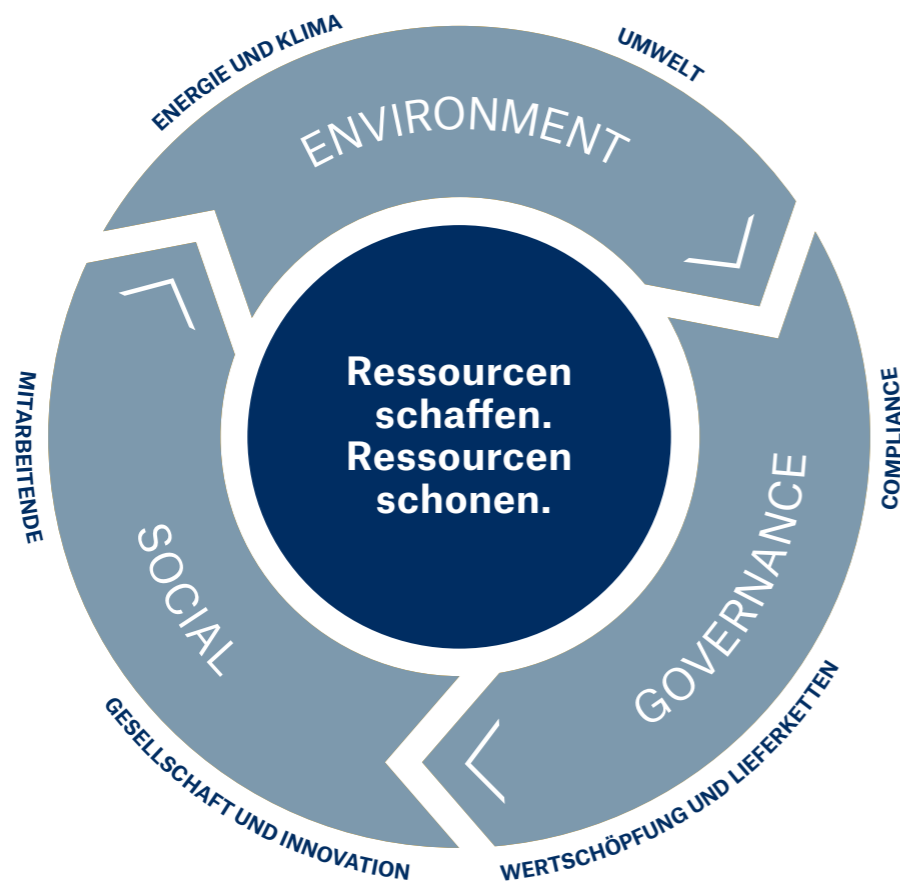 ENERGIE UND KLIMA
UMWELT
ENVIRONMENT
Ressourcen
schaffen.
Ressourcen
schonen.
MITARBEITENDE
COMPLIANCE
SOCIAL
GOVERNANCE
GESELLSCHAFT UND INNOVATION
WERTSCHÖPFUNG UND LIEFERKETTEN